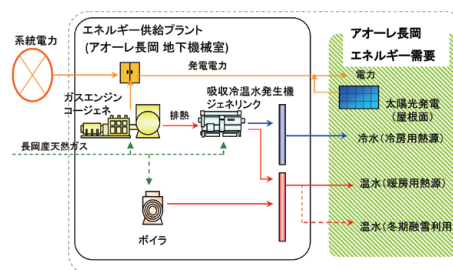 系統電力
エネルギー供給プラント
(アオーレ長岡 地下機械室)
アオーレ長岡
エネルギー需要
発電電力
電力
ガスエンジン
コージェネ
排熱
吸収冷温水発生機
ジェネリンク
太陽光発電
(屋根面)
長岡産天然ガス
冷水(冷房用熱源)
温水(暖房用熱源)
ボイラ
温水(冬期融雪利用)